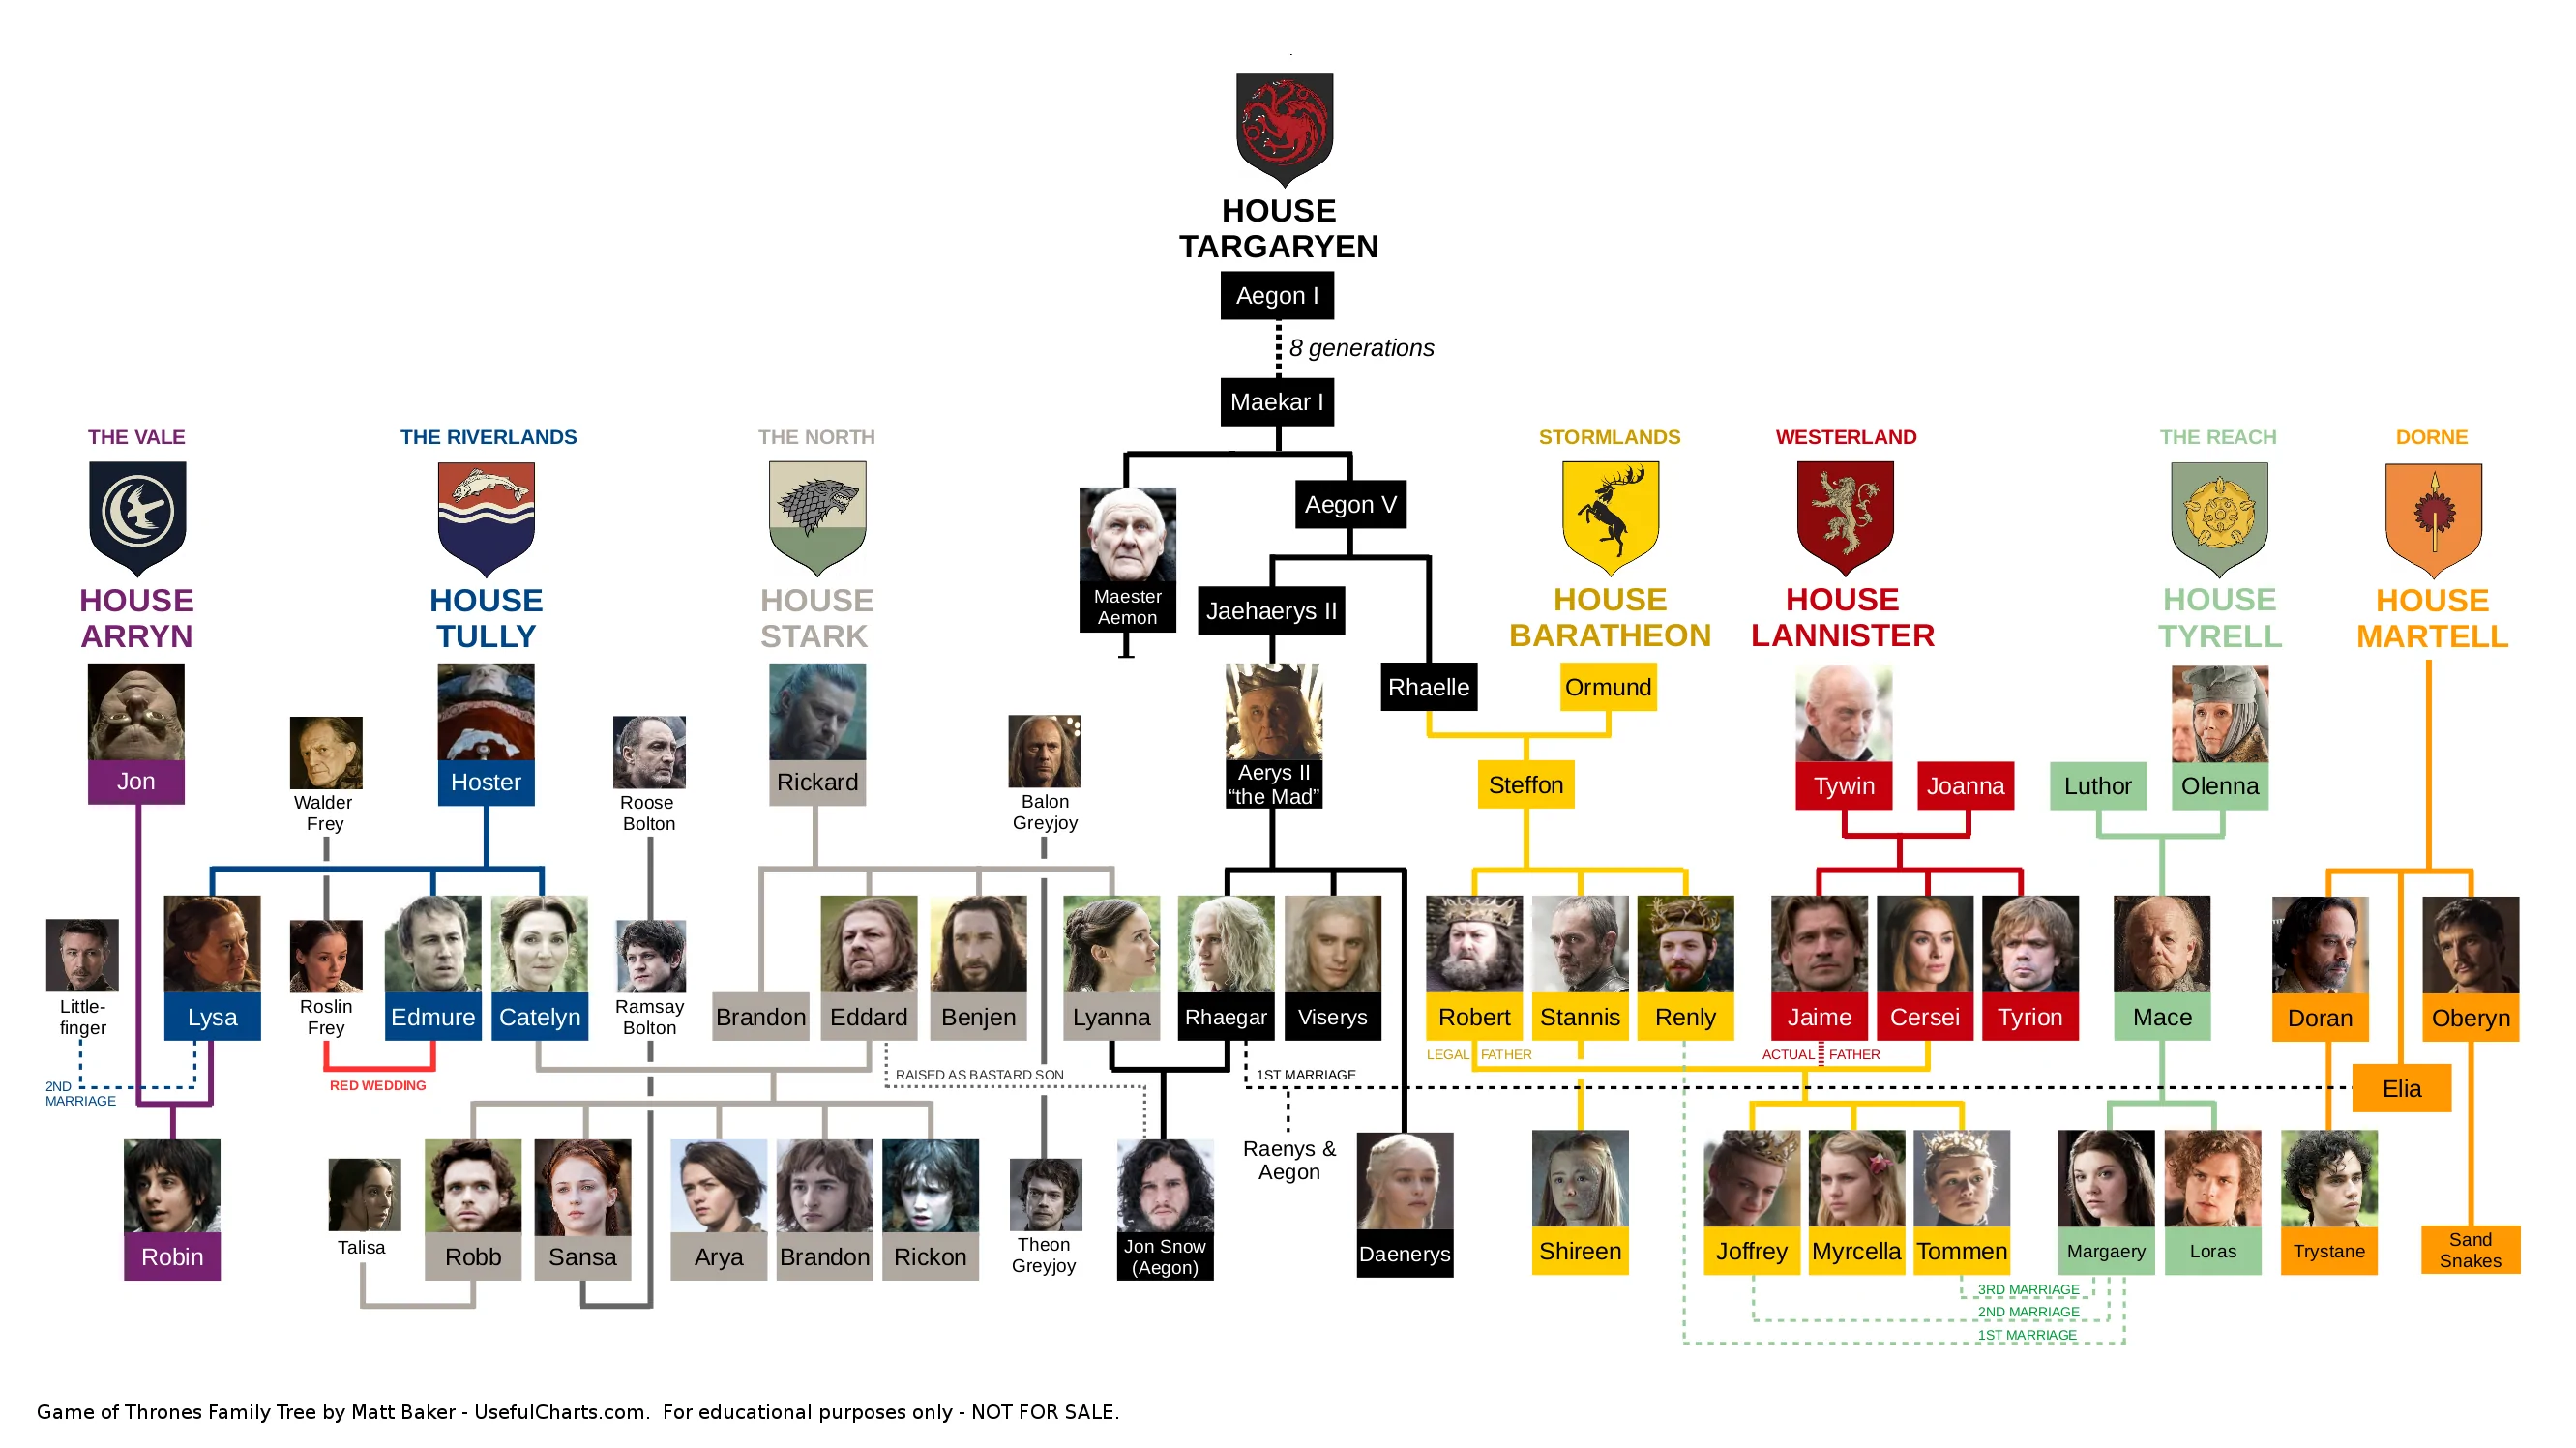 HOUSE
TARGARYEN
Aegon I
8 generations
Maekar I
THE VALE
THE RIVERLANDS
THE NORTH
STORMLANDS
WESTERLAND
THE REACH
DORNE
Aegon V
HOUSE
ARRYN
HOUSE
TULLY
HOUSE
STARK
Maester
Aemon
Jaehaerys II
HOUSE
BARATHEON
HOUSE
LANNISTER
HOUSE
TYRELL
HOUSE
MARTELL
Rhaelle
Ormund
Jon
Walder
Frey
Hoster
Roose
Bolton
Rickard
Balon
Greyjoy
Aerys II
“the Mad”
Steffon
Tywin
Joanna
Luthor
Olenna
Little-
finger
Lysa
Roslin
Frey
Edmure
Catelyn
Ramsay
Bolton
Brandon
Eddard
Benjen
Lyanna
Rhaegar
Viserys
Robert
Stannis
Renly
Jaime
Cersei
Tyrion
Mace
Doran
Oberyn
2ND
MARRIAGE
RED WEDDING
RAISED AS BASTARD SON
1ST MARRIAGE
LEGAL FATHER
ACTUAL FATHER
Elia
Raenys &
Aegon
Robin
Talisa
Robb
Sansa
Arya
Brandon
Rickon
Theon
Greyjoy
Jon Snow
(Aegon)
Daenerys
Shireen
Joffrey
Myrcella
Tommen
Margaery
Loras
Trystane
Sand
Snakes
3RD MARRIAGE
2ND MARRIAGE
1ST MARRIAGE
Game of Thrones Family Tree by Matt Baker - UsefulCharts.com.  For educational purposes only - NOT FOR SALE.